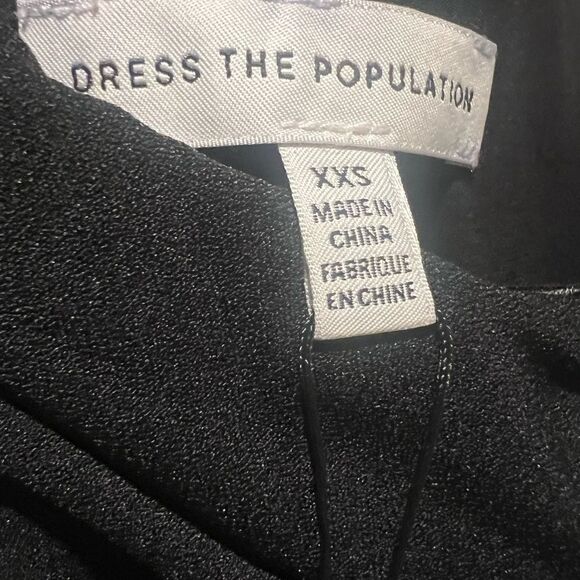 DRESS THE POPULATION
XXS
MADE IN
CHINA
FABRIQUE
EN CHINE